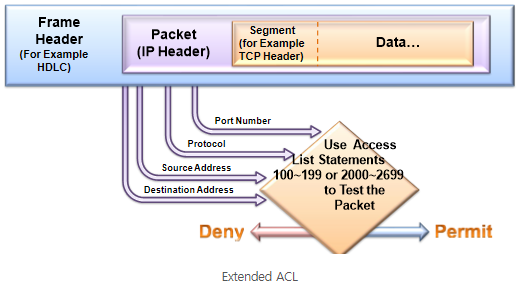 Frame
Header
(For Example
HDLC)
Packet
(IP Header)
Segment
(for Example
TCP Header)
Data...
Port Number
Protocol
Source Address
Destination Address
Use Access
List Statements
100~199 or 2000~2699
to Test the
Packet
Deny
Permit
Extended ACL